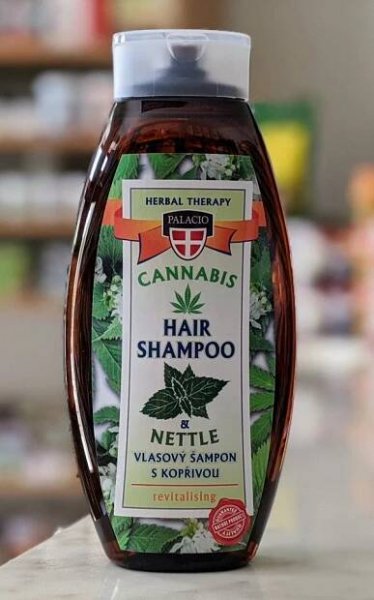 HERBAL THERAPY
PALACIO
CANNABIS
HAIR
SHAMPOO
&
NETTLE
VLASOVÝ ŠAMPON
S KOPŘIVOU
revitalising